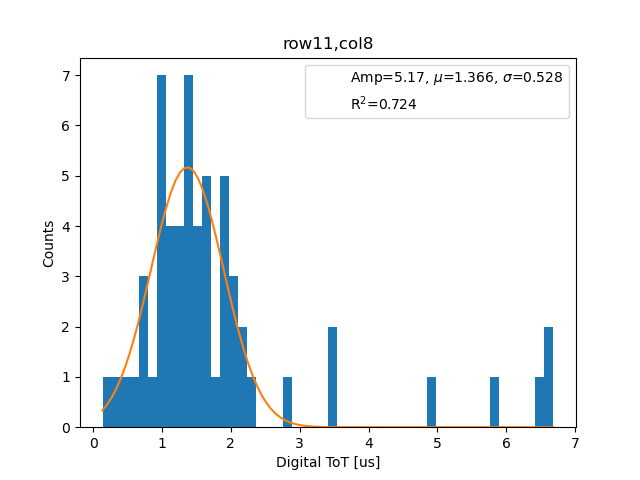 row11,col8
Amp=5.17, μ=1.366, σ=0.528
R²=0.724
7
6
5
4
3
2
1
0
Counts
0 1 2 3 4 5 6 7
Digital ToT [us]